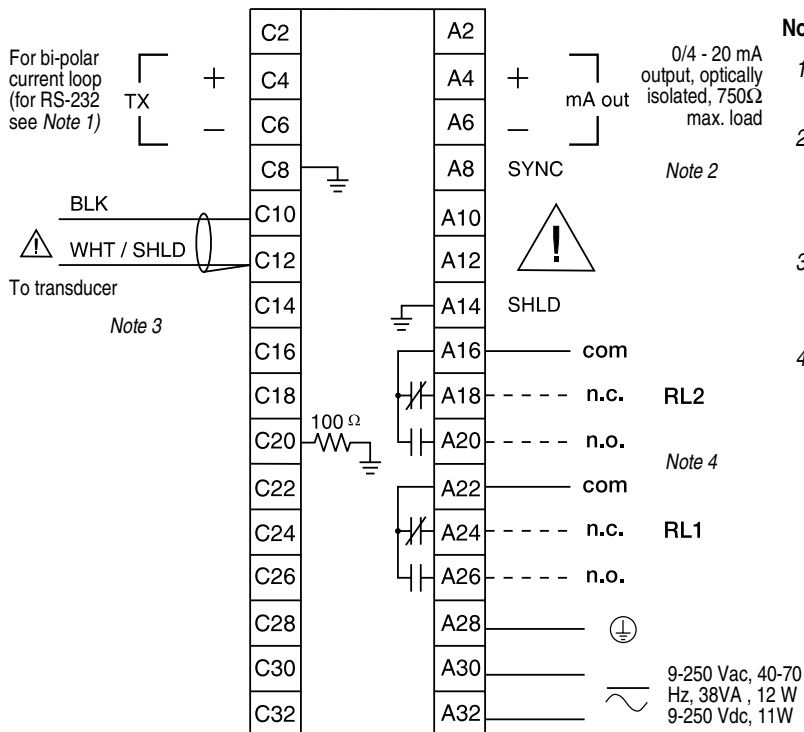 For bi-polar
current loop
(for RS-232
see Note 1)
TX
+
–
C2
C4
C6
C8
C10
C12
C14
C16
C18
C20
C22
C24
C26
C28
C30
C32
BLK
WHT / SHLD
!
To transducer
Note 3
100 Ω
A2
A4
A6
A8
A10
A12
A14
A16
A18
A20
A22
A24
A26
A28
A30
A32
+
–
mA out
0/4 - 20 mA
output, optically
isolated, 750Ω
max. load
SYNC
Note 2
!
SHLD
com
n.c. RL2
n.o.
Note 4
com
n.c. RL1
n.o.
9-250 Vac, 40-70
Hz, 38VA , 12 W
9-250 Vdc, 11W
1
2
3
4